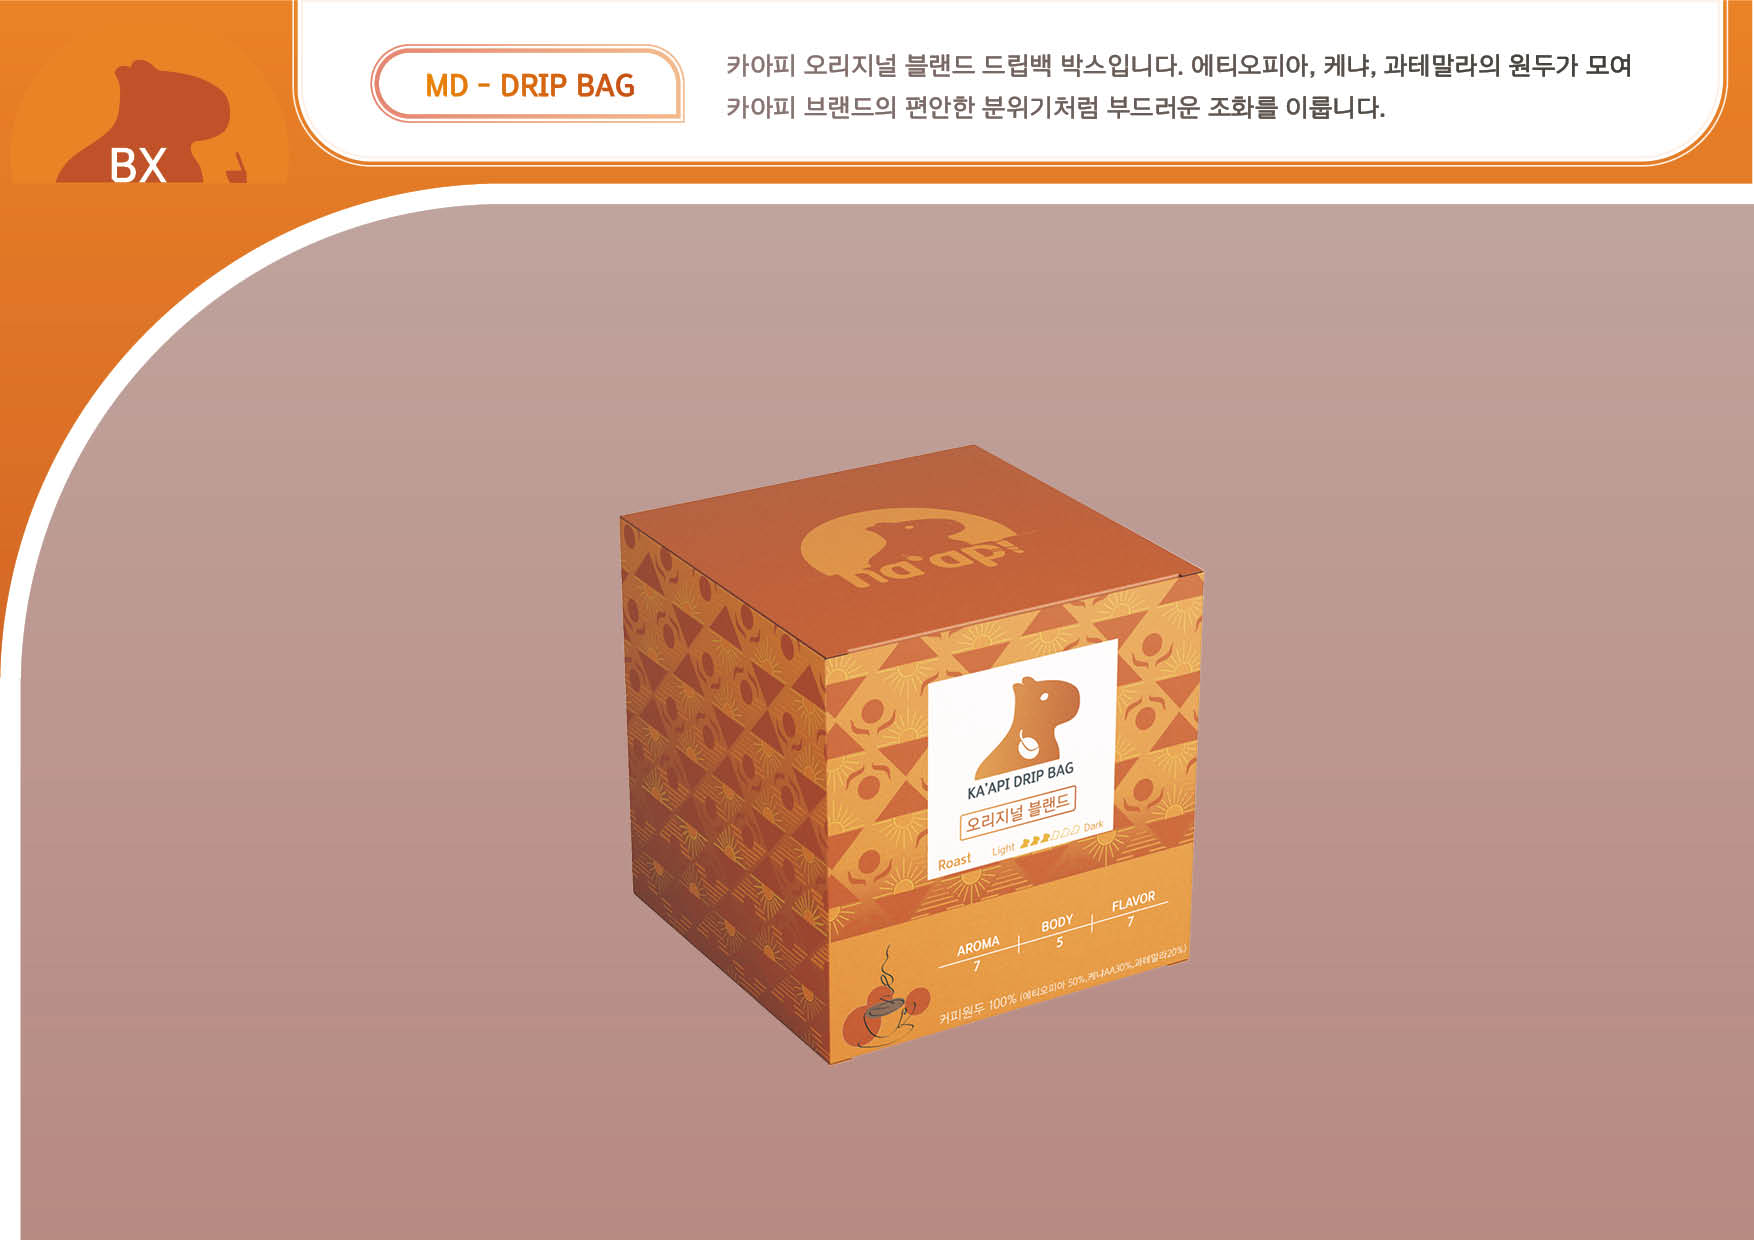 BX
MD - DRIP BAG
카아피 오리지널 블랜드 드립백 박스입니다. 에티오피아, 케냐, 과테말라의 원두가 모여
카아피 브랜드의 편안한 분위기처럼 부드러운 조화를 이룹니다.
ka'api
KA'API DRIP BAG
오리지널 블랜드
Roast Light Dark
AROMA BODY FLAVOR
7 5 7
커피원두 100% (에티오피아 50%,케냐AA30%,과테말라20%)